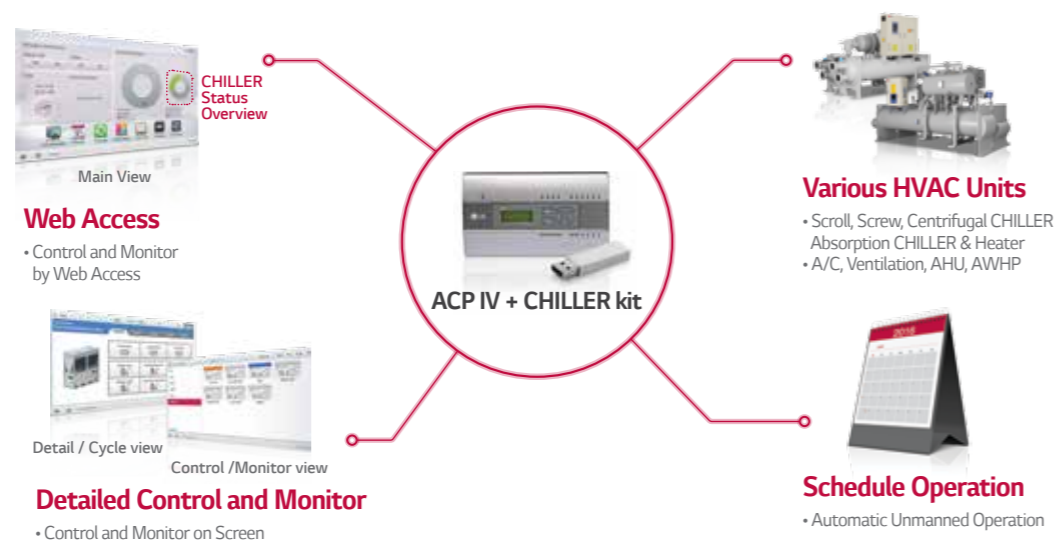 CHILLER
Status
Overview
Main View
Web Access
• Control and Monitor
by Web Access
Various HVAC Units
• Scroll, Screw, Centrifugal CHILLER
Absorption CHILLER & Heater
• A/C, Ventilation, AHU, AWHP
ACP IV + CHILLER kit
Detail / Cycle view
Control /Monitor view
Detailed Control and Monitor
• Control and Monitor on Screen
2016
Schedule Operation
• Automatic Unmanned Operation